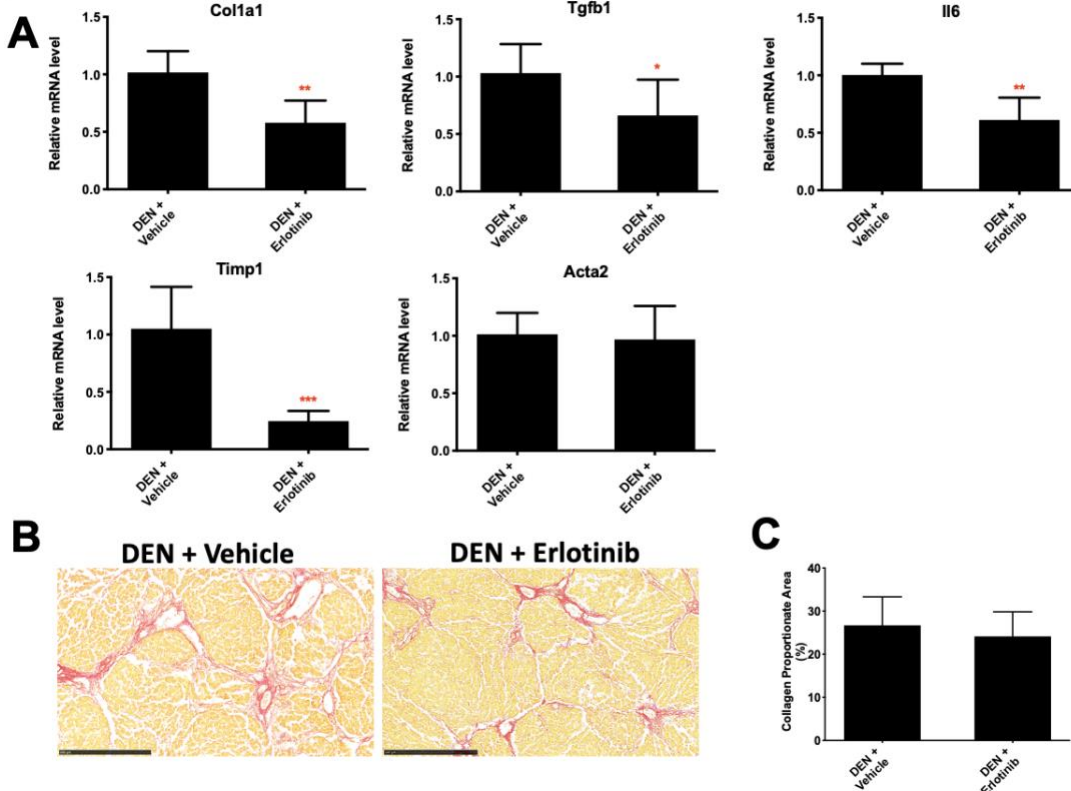 A
Col1a1
Relative mRNA level
1.5
1.0
0.5
0.0
DEN +
Vehicle
**
DEN +
Erlotinib
Tgfb1
Relative mRNA level
1.5
1.0
0.5
0.0
DEN +
Vehicle
*
DEN +
Erlotinib
Il6
Relative mRNA level
1.5
1.0
0.5
0.0
DEN +
Vehicle
**
DEN +
Erlotinib
Timp1
Relative mRNA level
1.5
1.0
0.5
0.0
DEN +
Vehicle
***
DEN +
Erlotinib
Acta2
Relative mRNA level
1.5
1.0
0.5
0.0
DEN +
Vehicle
DEN +
Erlotinib
B
DEN + Vehicle
DEN + Erlotinib
C
Collagen Proportionate Area
(%)
40
30
20
10
0
DEN +
Vehicle
DEN +
Erlotinib